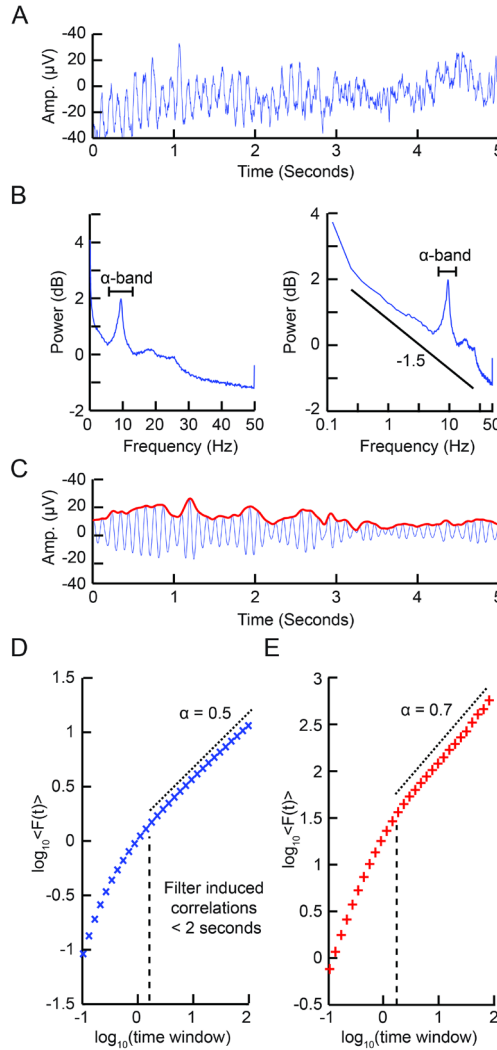 A
Amp. (µV)
40
20
0
-20
-40
0 1 2 3 4 5
Time (Seconds)
B
Power (dB)
4
2
0
-2
α-band
0 10 20 30 40 50
Frequency (Hz)
Power (dB)
4
2
0
-2
α-band
-1.5
0.1 1 10 50
Frequency (Hz)
C
Amp. (µV)
40
20
0
-20
-40
0 1 2 3 4 5
Time (Seconds)
D
log10<F(t)>
1.5
1
0.5
0
-0.5
-1
-1.5
α = 0.5
Filter induced
correlations
< 2 seconds
-1 0 1 2
log10(time window)
E
log10<F(t)>
3
2.5
2
1.5
1
0.5
0
-0.5
α = 0.7
-1 0 1 2
log10(time window)